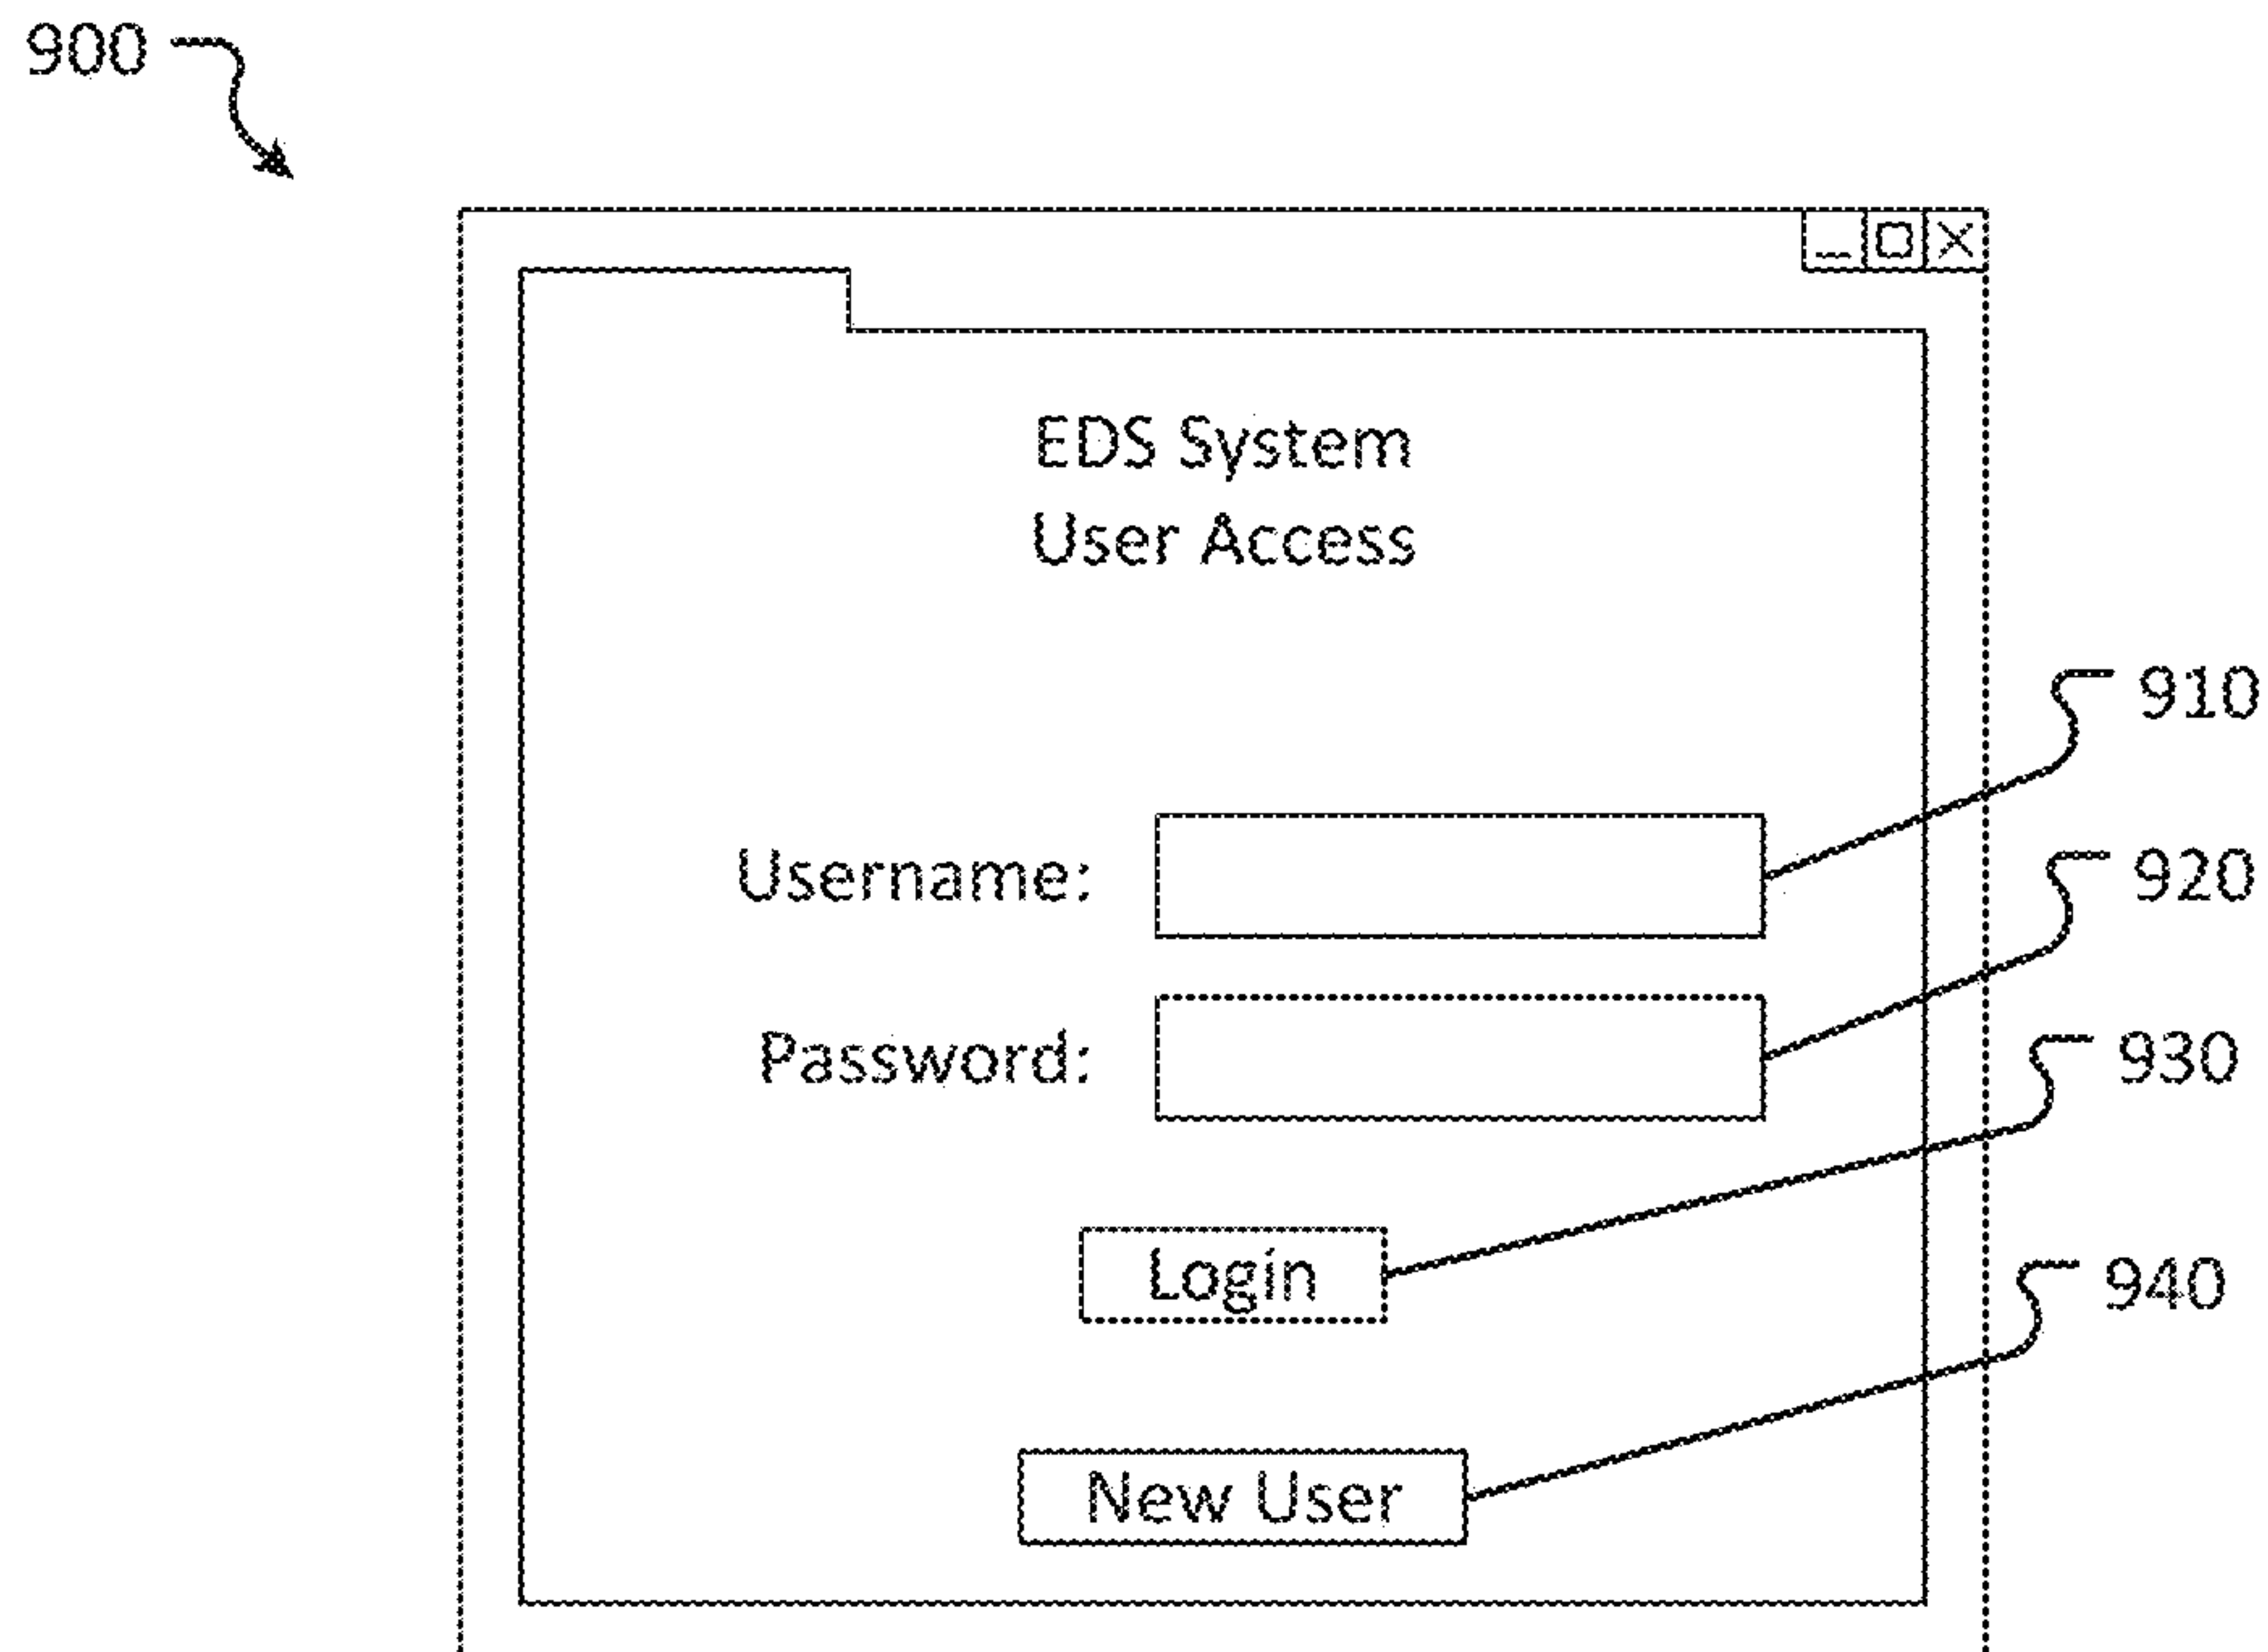 900
EDS System
User Access
910
Username:
920
Password:
930
Login
940
New User